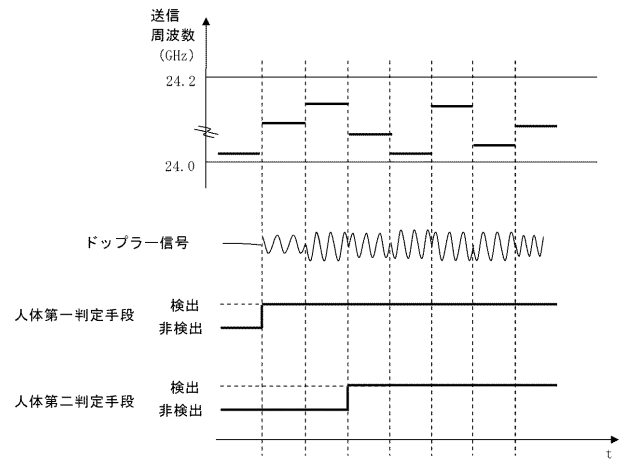 送信
周波数
(GHz)
24.2
24.0
ドップラー信号
人体第一判定手段
検出
非検出
人体第二判定手段
検出
非検出
t